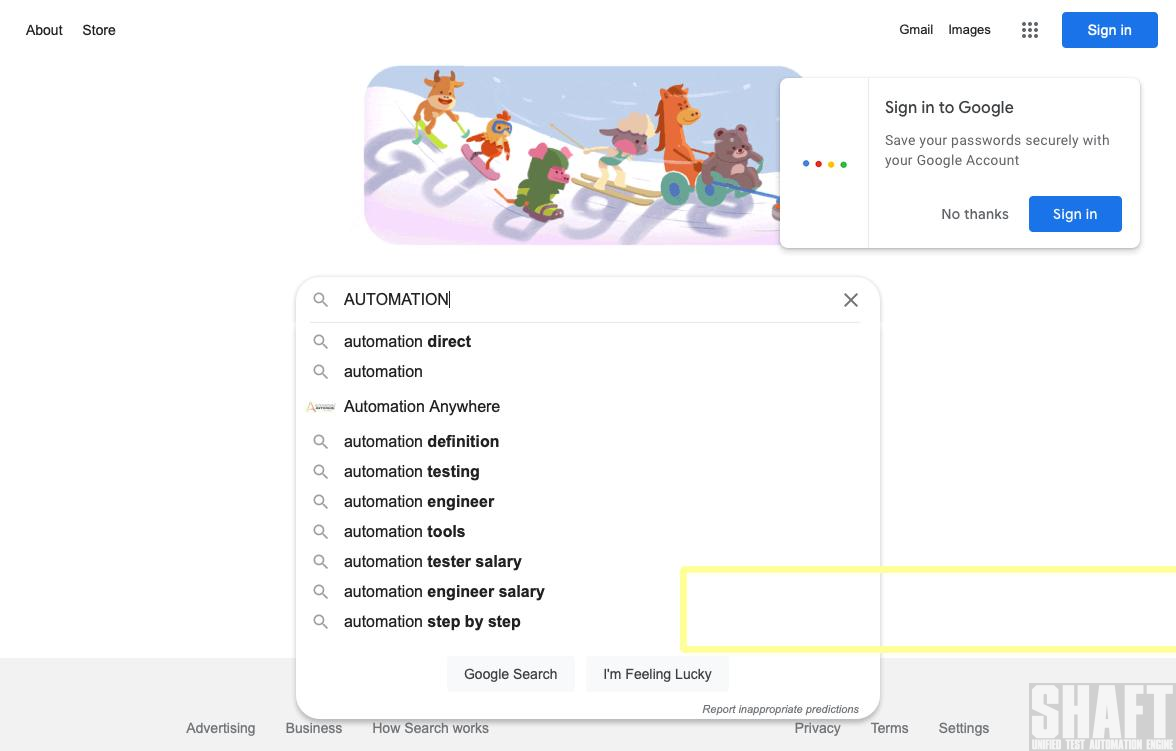 About Store Gmail Images Sign in
Google
Sign in to Google
Save your passwords securely with
your Google Account
No thanks Sign in
AUTOMATION
automation direct
automation
Automation Anywhere
automation definition
automation testing
automation engineer
automation tools
automation tester salary
automation engineer salary
automation step by step
Google Search I'm Feeling Lucky
Report inappropriate predictions
Advertising Business How Search works Privacy Terms Settings
SHAFT
UNIFIED TEST AUTOMATION ENGINE